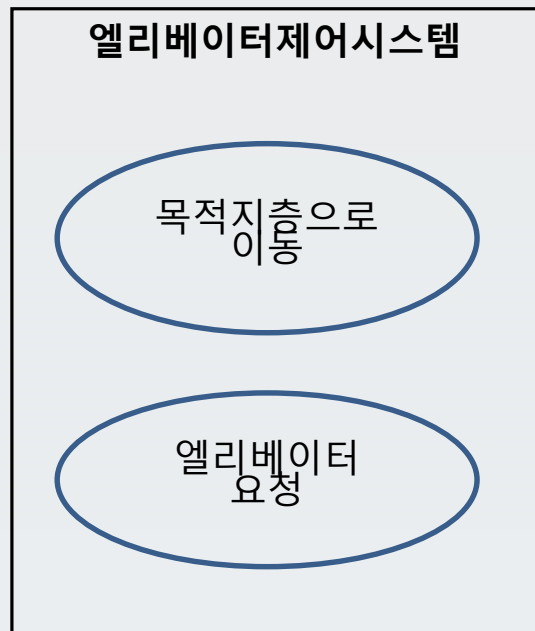 엘리베이터제어시스템
목적지층으로
이동
엘리베이터
요청